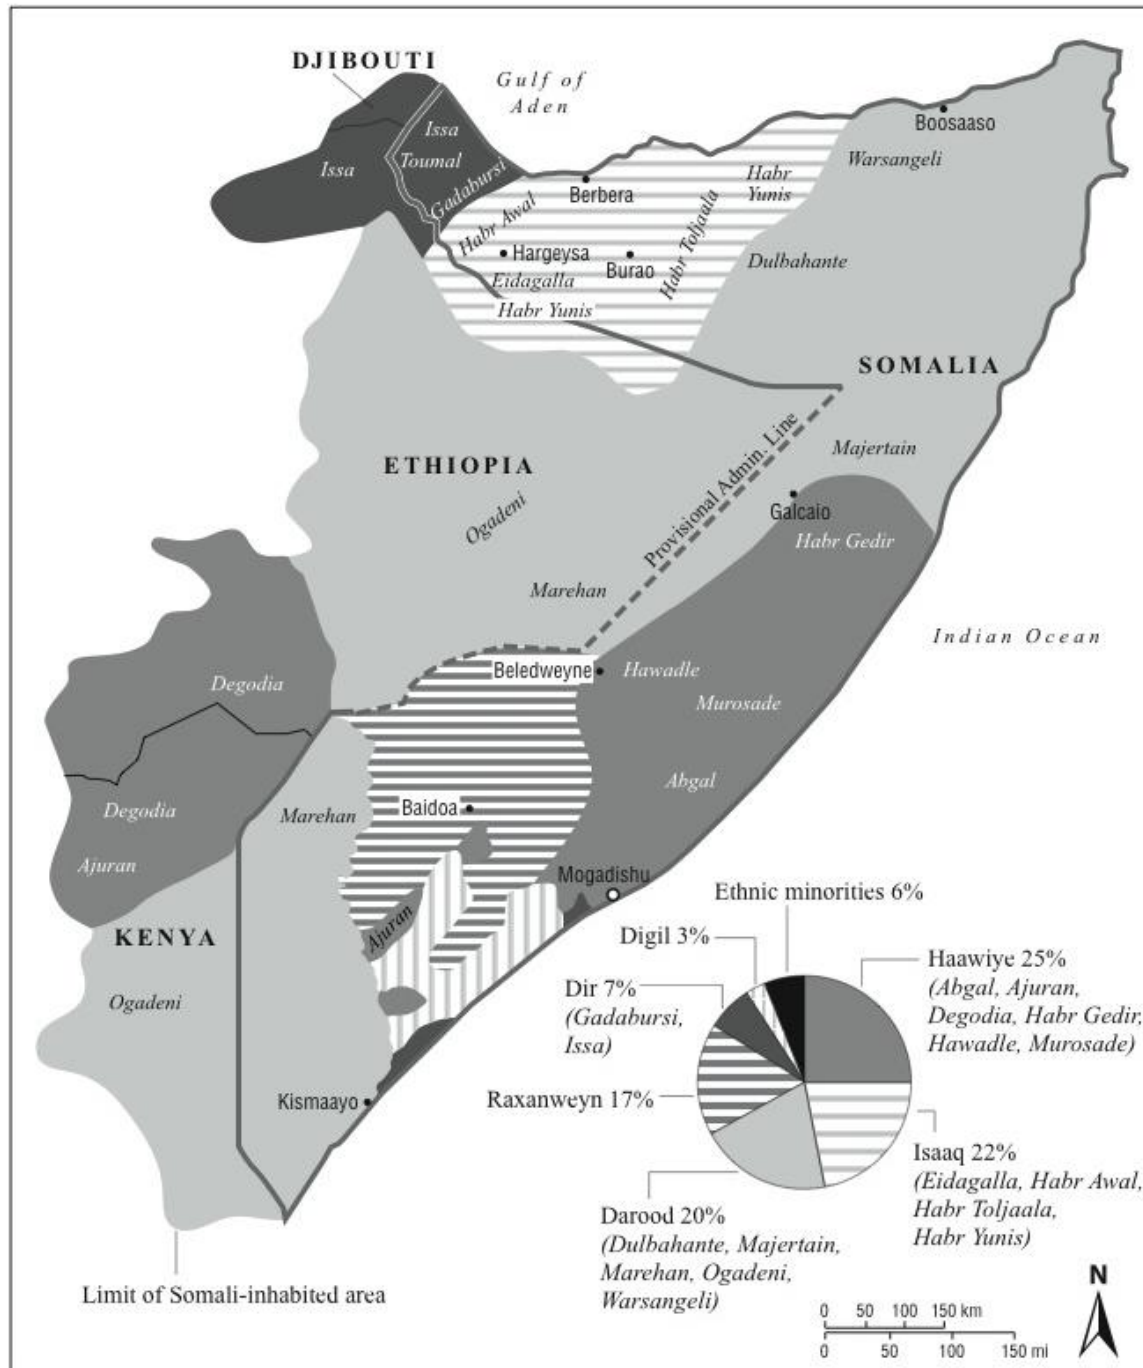 DJIBOUTI
Gulf of
Aden
Issa
Toumal
Issa
Gadabursi
Boosaaso
Warsangeli
Habr
Yunis
Berbera
Habr Awal
Habr Toljaala
Hargeysa
Burao
Dulbahante
Eidagalla
Habr Yunis
SOMALIA
ETHIOPIA
Majertain
Provisional Admin. Line
Ogadeni
Galcaio
Habr Gedir
Marehan
Indian Ocean
Beledweyne
Hawadle
Degodia
Murosade
Abgal
Baidoa
Degodia
Marehan
Ajuran
Mogadishu
Ajuran
KENYA
Ogadeni
Kismaayo
Ethnic minorities 6%
Digil 3%
Haawiye 25%
(Abgal, Ajuran,
Degodia, Habr Gedir,
Hawadle, Murosade)
Dir 7%
(Gadabursi,
Issa)
Raxanweyn 17%
Isaaq 22%
(Eidagalla, Habr Awal,
Habr Toljaala,
Habr Yunis)
Darood 20%
(Dulbahante, Majertain,
Marehan, Ogadeni,
Warsangeli)
Limit of Somali-inhabited area
N
0 50 100 150 km
0 50 100 150 mi